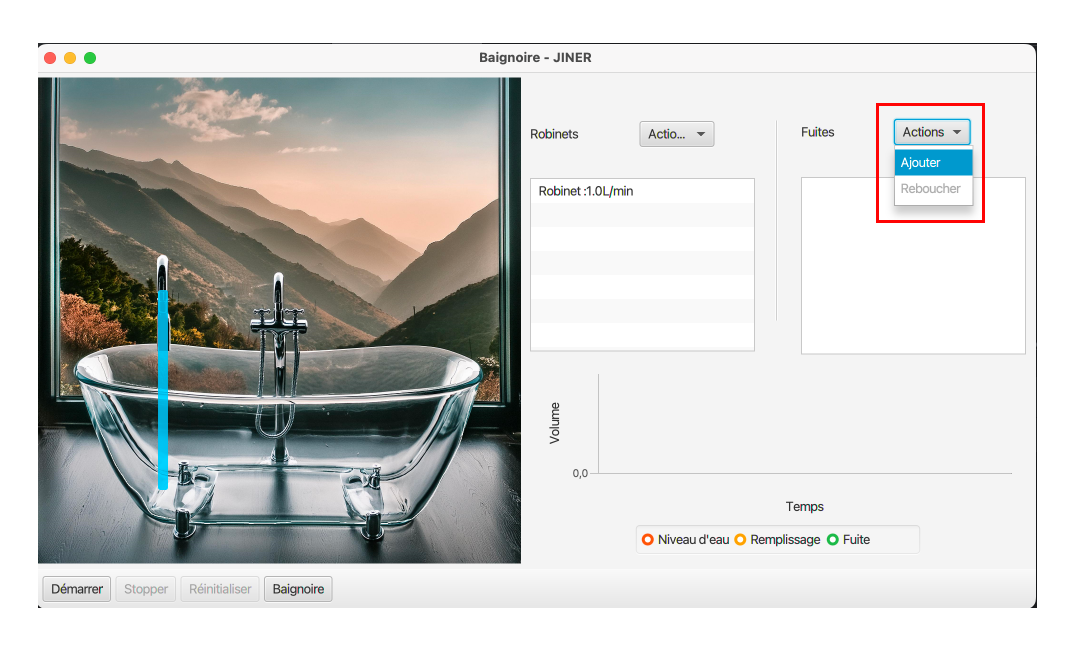 Baignoire - JINER
Robinets
Actio...
Fuites
Actions
Ajouter
Reboucher
Robinet :1.0L/min
Volume
0,0
Temps
Niveau d'eau
Remplissage
Fuite
Démarrer
Stopper
Réinitialiser
Baignoire